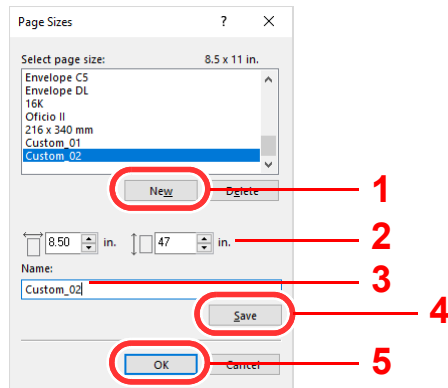 Page Sizes ? ×
Select page size: 8.5 x 11 in.
Envelope C5
Envelope DL
16K
Oficio II
216 x 340 mm
Custom_01
Custom_02
New Delete 1
8.50 in. 47 in. 2
Name: 3
Custom_02
Save 4
OK Cancel 5